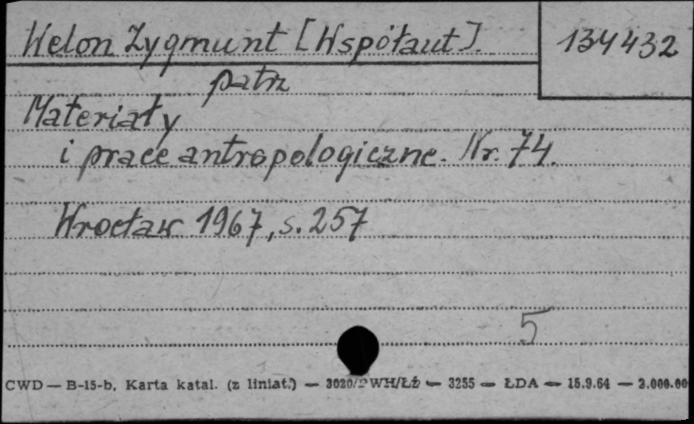 Welon Zygmunt [Współaut].
134432
patrz
Materiały
i prace antropologiczne. Nr. 74.
Wrocław 1967, s. 257
5
CWD — B-15-b, Karta katal. (z liniat.) — 3020/PWH/ŁŻ — 3255 — ŁDA — 15.9.64 — 2.000.00